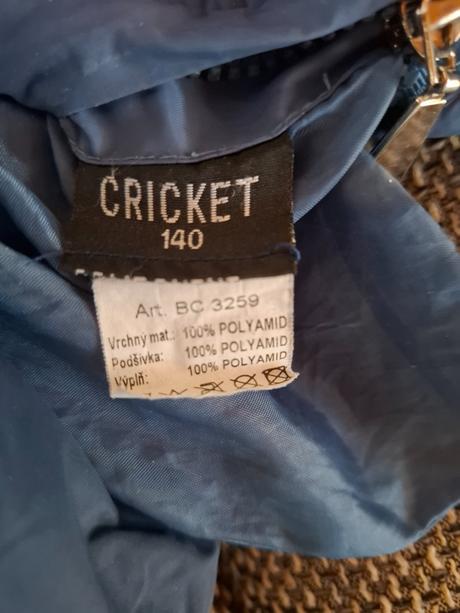 CRICKET
140
Art. BC 3259
Vrchný mat.: 100% POLYAMID
Podšívka: 100% POLYAMID
Výplň: 100% POLYAMID